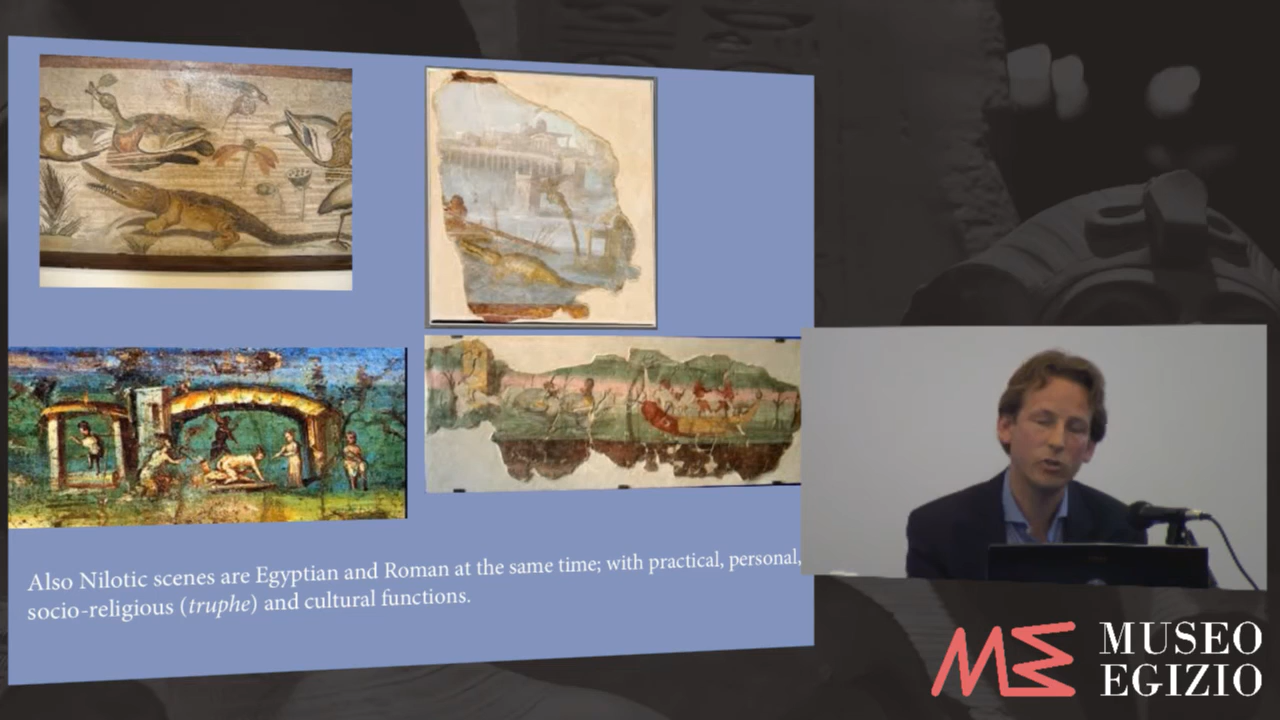 Also Nilotic scenes are Egyptian and Roman at the same time; with practical, personal,
socio-religious (truphe) and cultural functions.
ME MUSEO
EGIZIO